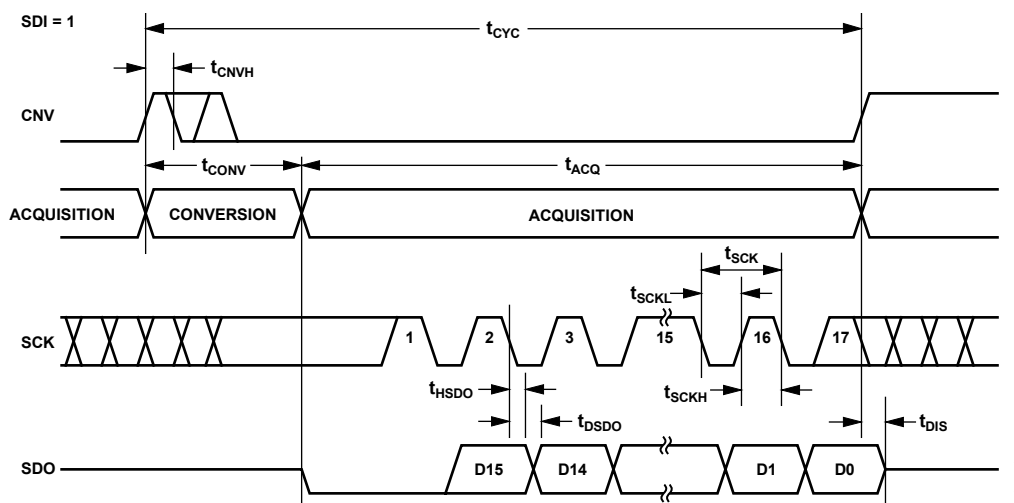 SDI = 1
tCYC
tCNVH
CNV
tCONV
tACQ
ACQUISITION
CONVERSION
ACQUISITION
tSCK
tSCKL
SCK
1
2
3
15
16
17
tHSDO
tSCKH
tDSDO
tDIS
SDO
D15
D14
D1
D0